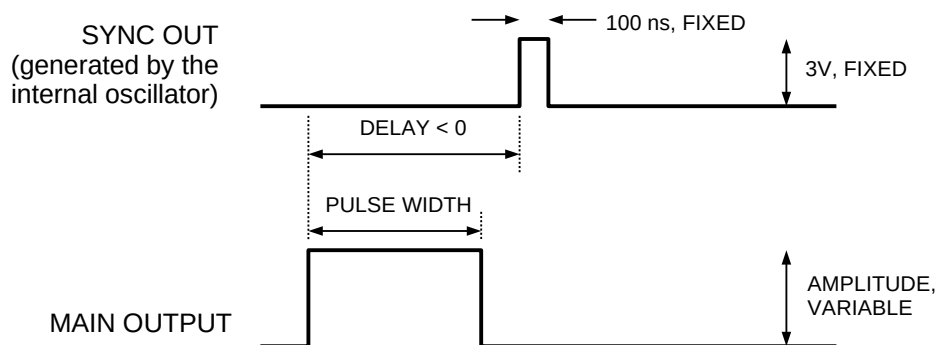 SYNC OUT
(generated by the
internal oscillator)
100 ns, FIXED
3V, FIXED
DELAY < 0
PULSE WIDTH
MAIN OUTPUT
AMPLITUDE,
VARIABLE